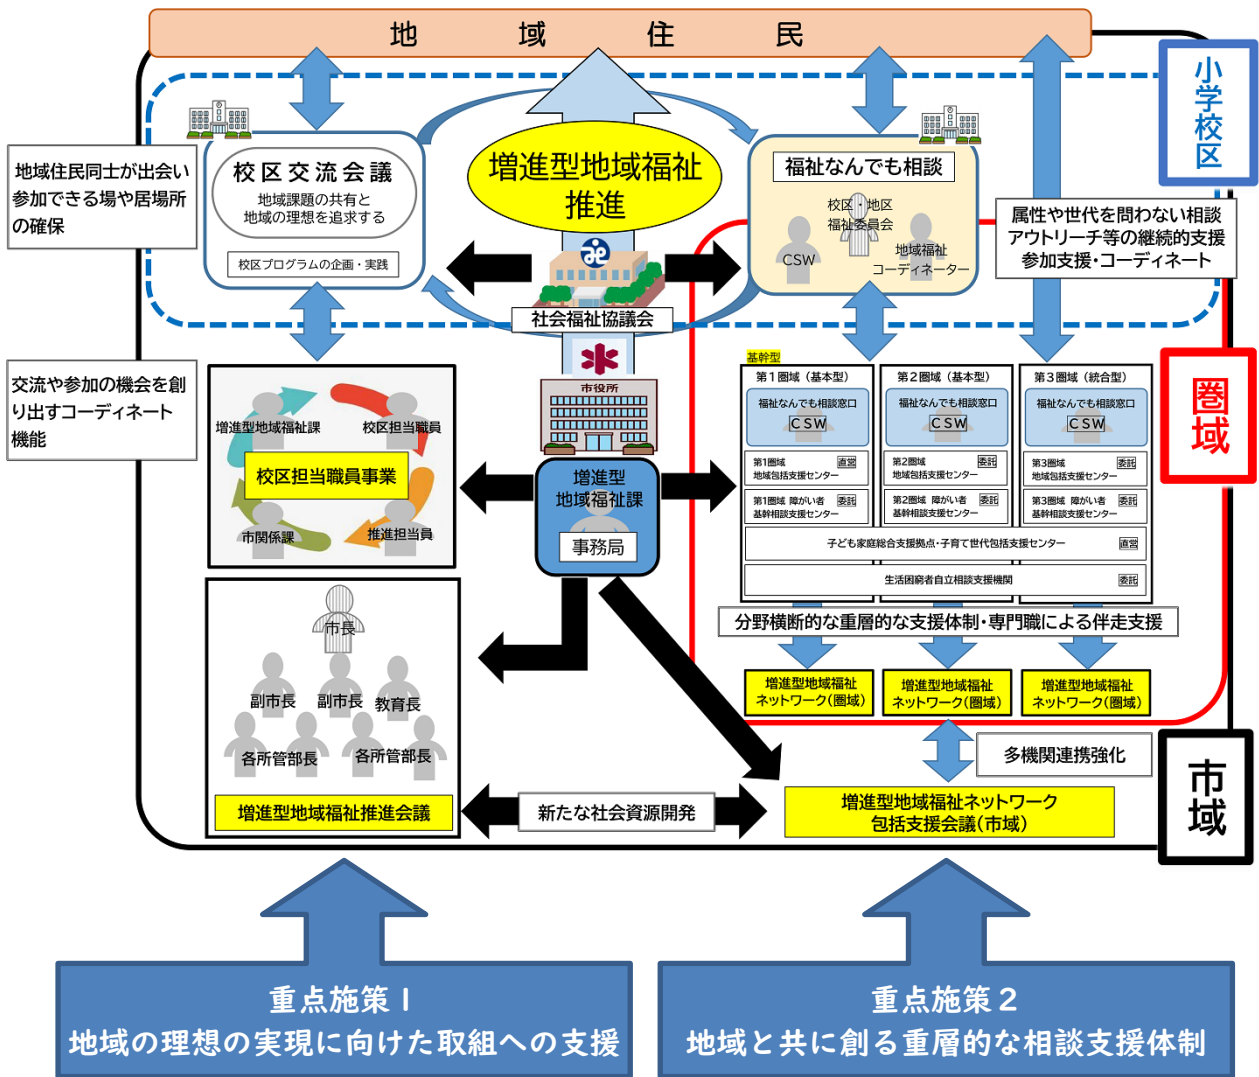 地域住民
小学校区
地域住民同士が出会い
参加できる場や居場所
の確保
校区交流会議
地域課題の共有と
地域の理想を追求する
校区プログラムの企画・実践
増進型地域福祉
推進
福祉なんでも相談
校区・地区
福祉委員会
CSW
地域福祉
コーディネーター
属性や世代を問わない相談
アウトリーチ等の継続的支援
参加支援・コーディネート
社会福祉協議会
市役所
圏域
交流や参加の機会を創
り出すコーディネート
機能
増進型地域福祉課
校区担当職員
校区担当職員事業
市関係課
推進担当員
増進型
地域福祉課
事務局
基幹型
第1圏域（基本型）
福祉なんでも相談窓口
CSW
第1圏域
地域包括支援センター
直営
第1圏域 障がい者
基幹相談支援センター
委託
第2圏域（基本型）
福祉なんでも相談窓口
CSW
第2圏域
地域包括支援センター
委託
第2圏域 障がい者
基幹相談支援センター
委託
第3圏域（統合型）
福祉なんでも相談窓口
CSW
第3圏域
地域包括支援センター
委託
第3圏域 障がい者
基幹相談支援センター
委託
子ども家庭総合支援拠点・子育て世代包括支援センター
直営
生活困窮者自立相談支援機関
委託
分野横断的な重層的な支援体制・専門職による伴走支援
増進型地域福祉
ネットワーク（圏域）
増進型地域福祉
ネットワーク（圏域）
増進型地域福祉
ネットワーク（圏域）
多機関連携強化
市域
市長
副市長
副市長
教育長
各所管部長
各所管部長
増進型地域福祉推進会議
新たな社会資源開発
増進型地域福祉ネットワーク
包括支援会議（市域）
重点施策1
地域の理想の実現に向けた取組への支援
重点施策2
地域と共に創る重層的な相談支援体制